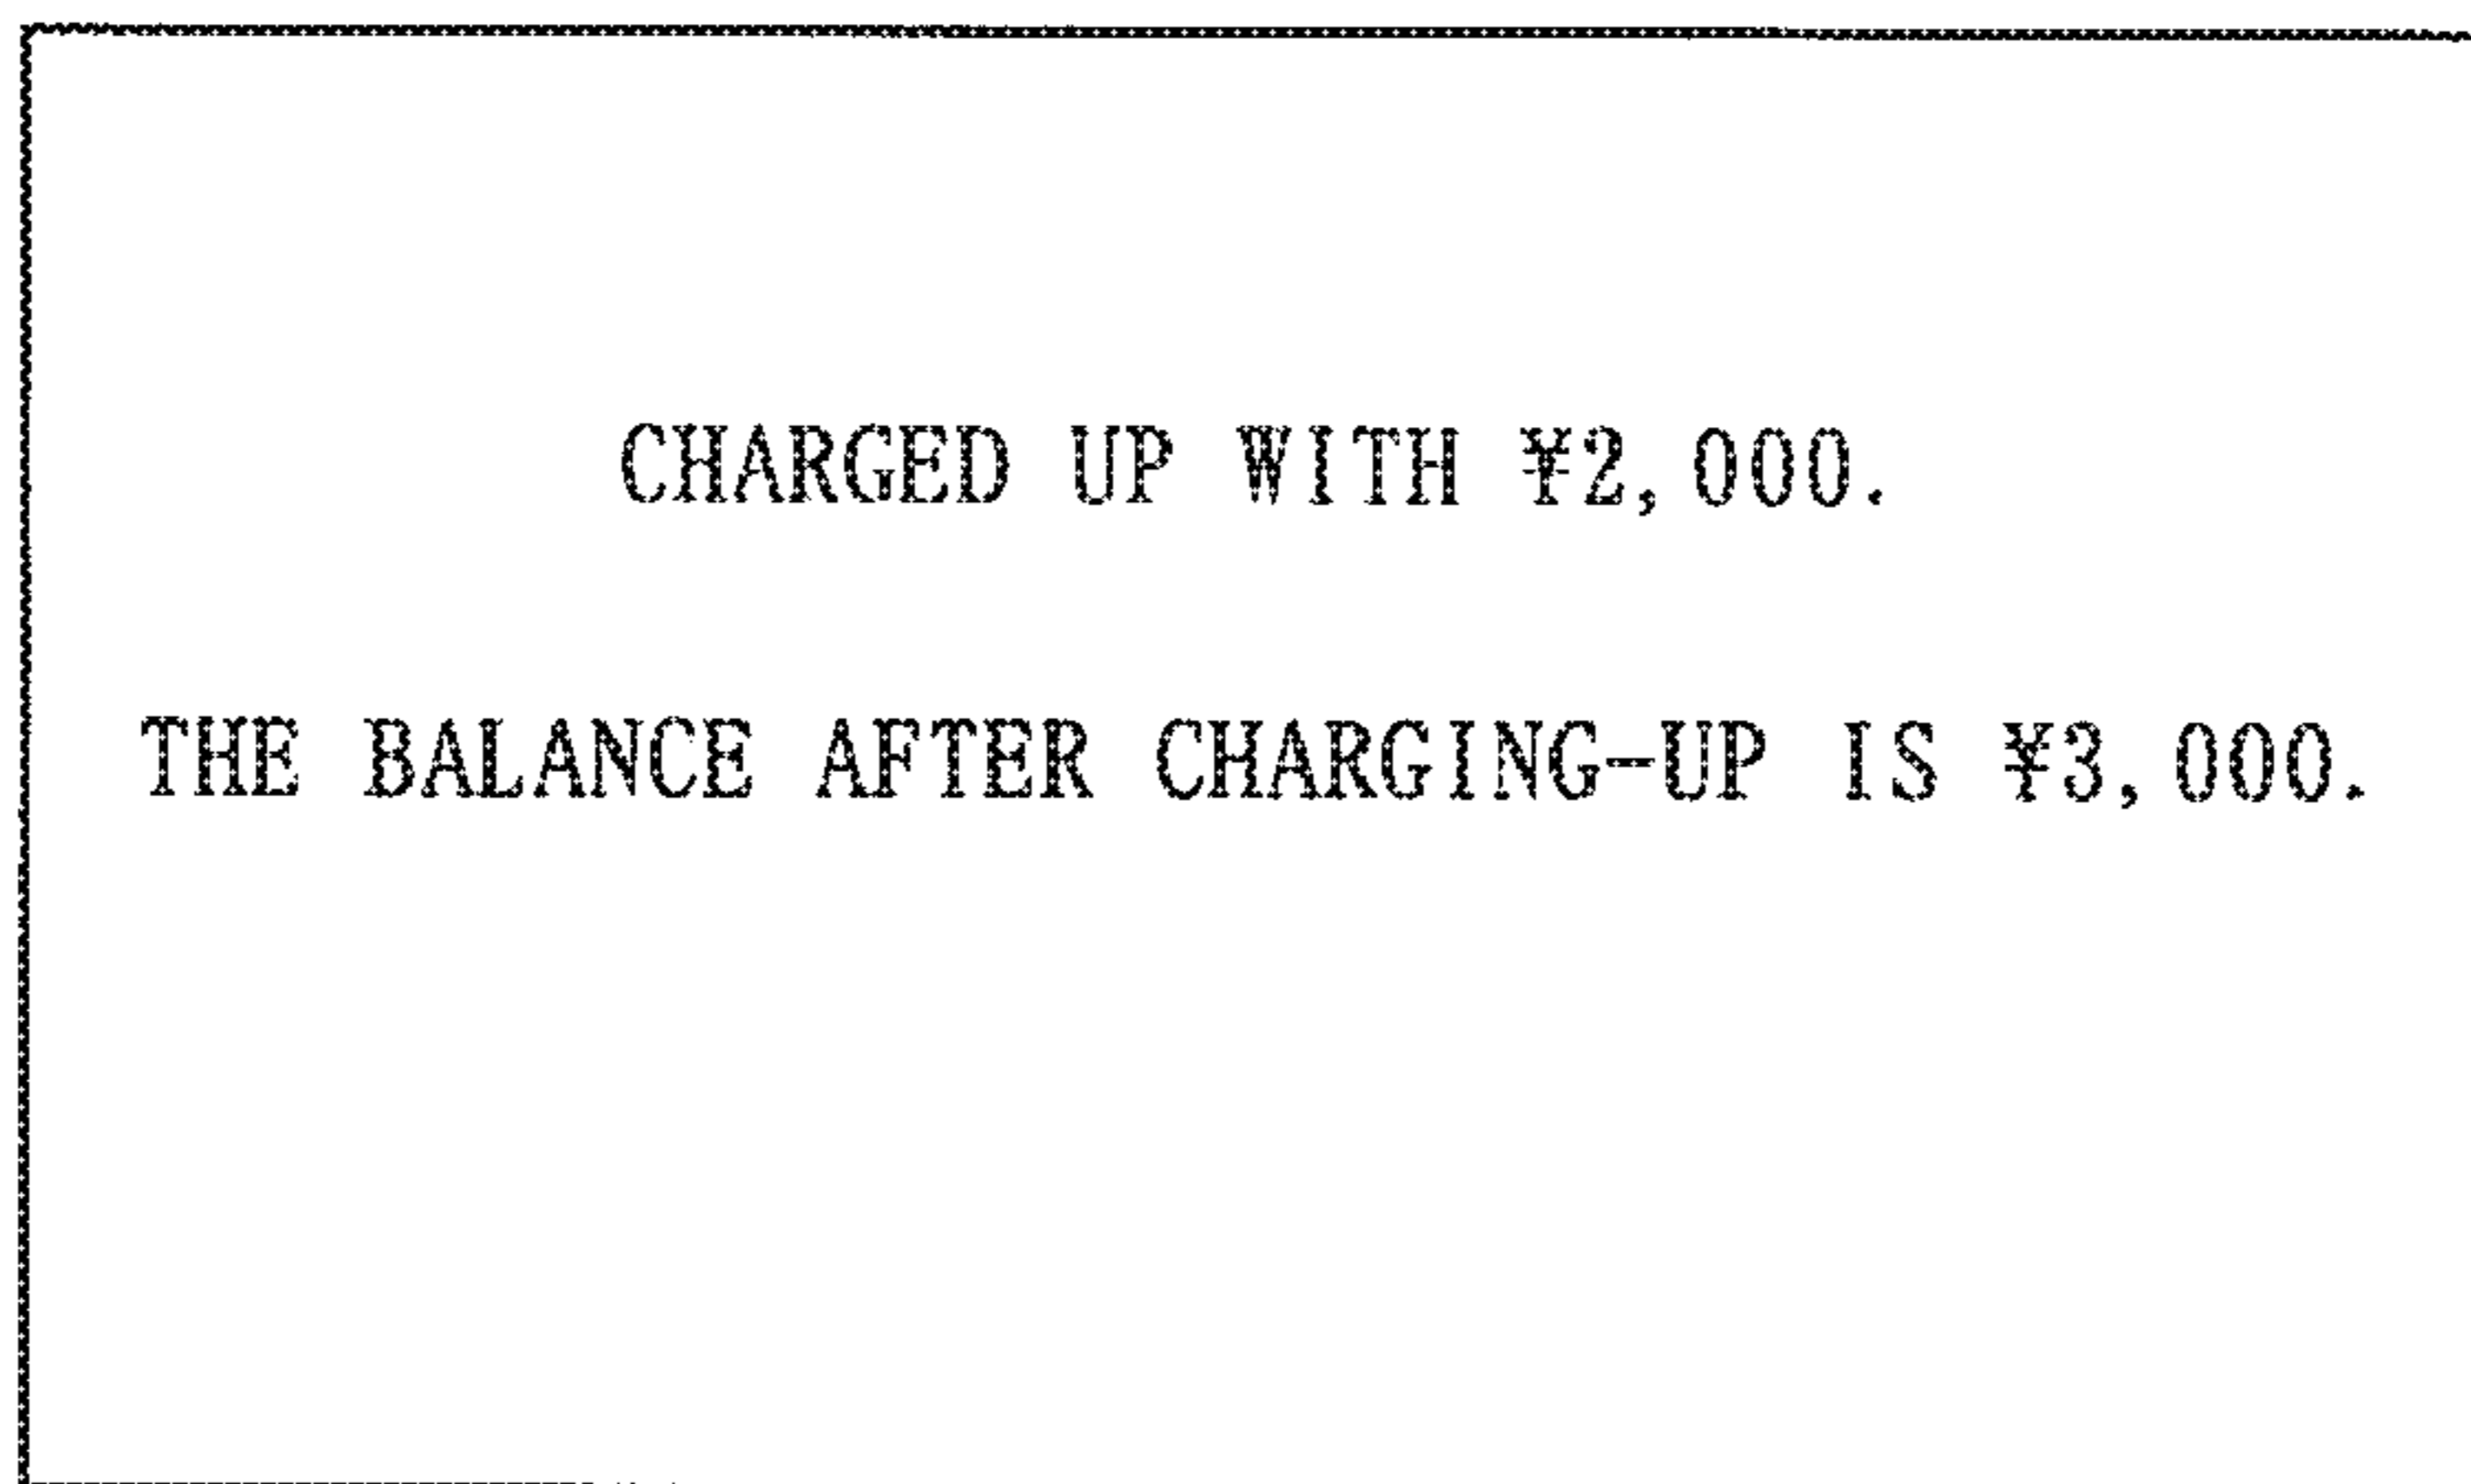 CHARGED UP WITH ¥2,000.
THE BALANCE AFTER CHARGING-UP IS ¥3,000.